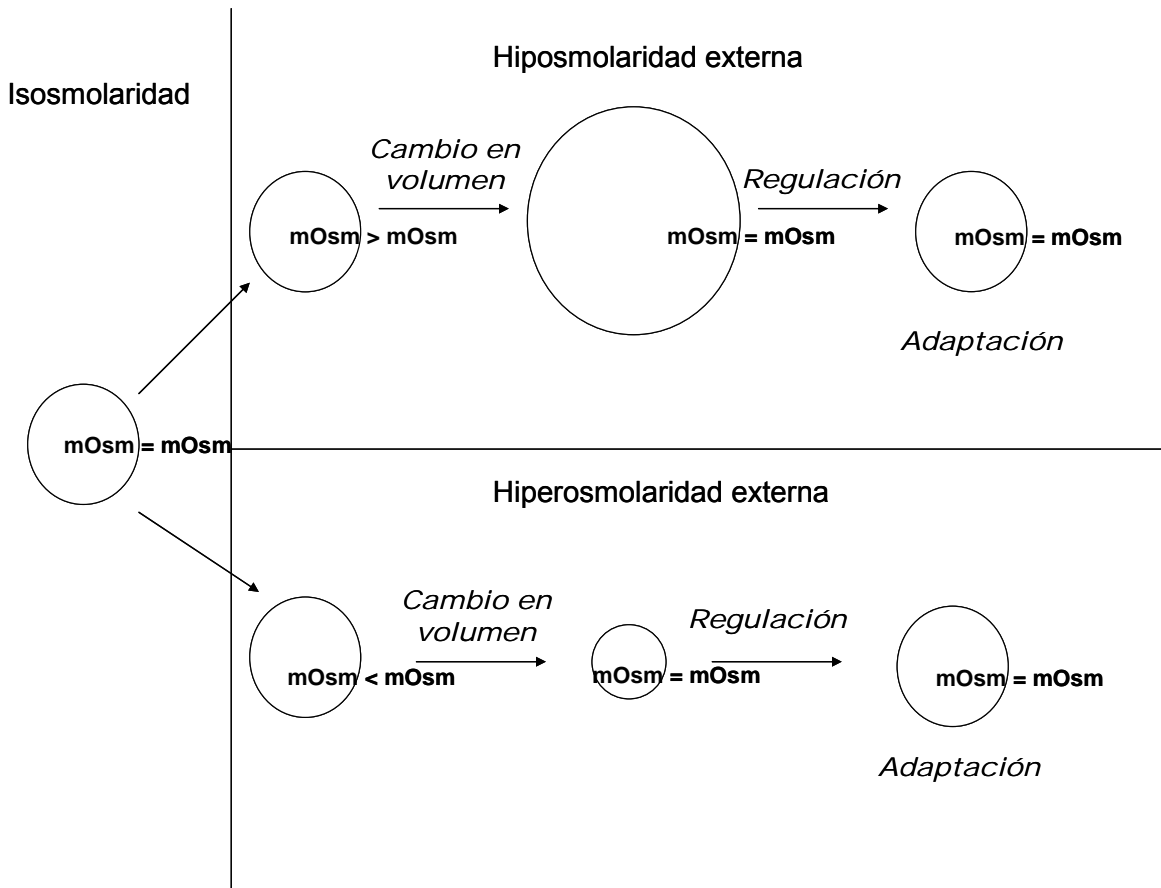 Isosmolaridad
mOsm = mOsm
Hiposmolaridad externa
mOsm > mOsm
Cambio en
volumen
mOsm = mOsm
Regulación
mOsm = mOsm
Adaptación
Hiperosmolaridad externa
mOsm < mOsm
Cambio en
volumen
mOsm = mOsm
Regulación
mOsm = mOsm
Adaptación